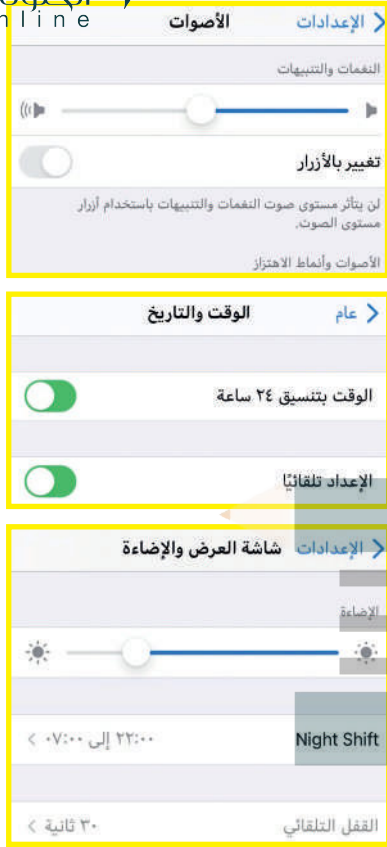 nline
الإعدادات الأصوات
النغمات والتنبيهات
تغيير بالأزرار
لن يتأثر مستوى صوت النغمات والتنبيهات باستخدام أزرار
مستوى الصوت.
الأصوات وأنماط الاهتزاز
عام الوقت والتاريخ
الوقت بتنسيق ٢٤ ساعة
الإعداد تلقائيًا
الإعدادات شاشة العرض والإضاءة
الإضاءة
Night Shift ٢٢:٠٠ إلى ٠٧:٠٠
القفل التلقائي ٣٠ ثانية